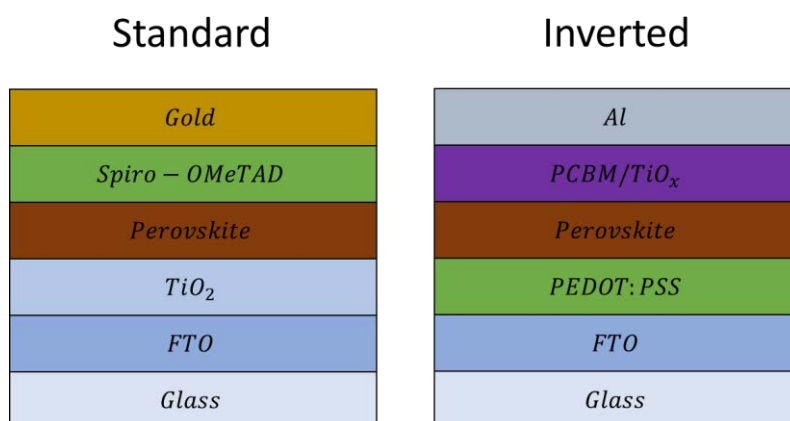 Standard
Gold
Spiro − OMeTAD
Perovskite
TiO₂
FTO
Glass
Inverted
Al
PCBM/TiOₓ
Perovskite
PEDOT: PSS
FTO
Glass